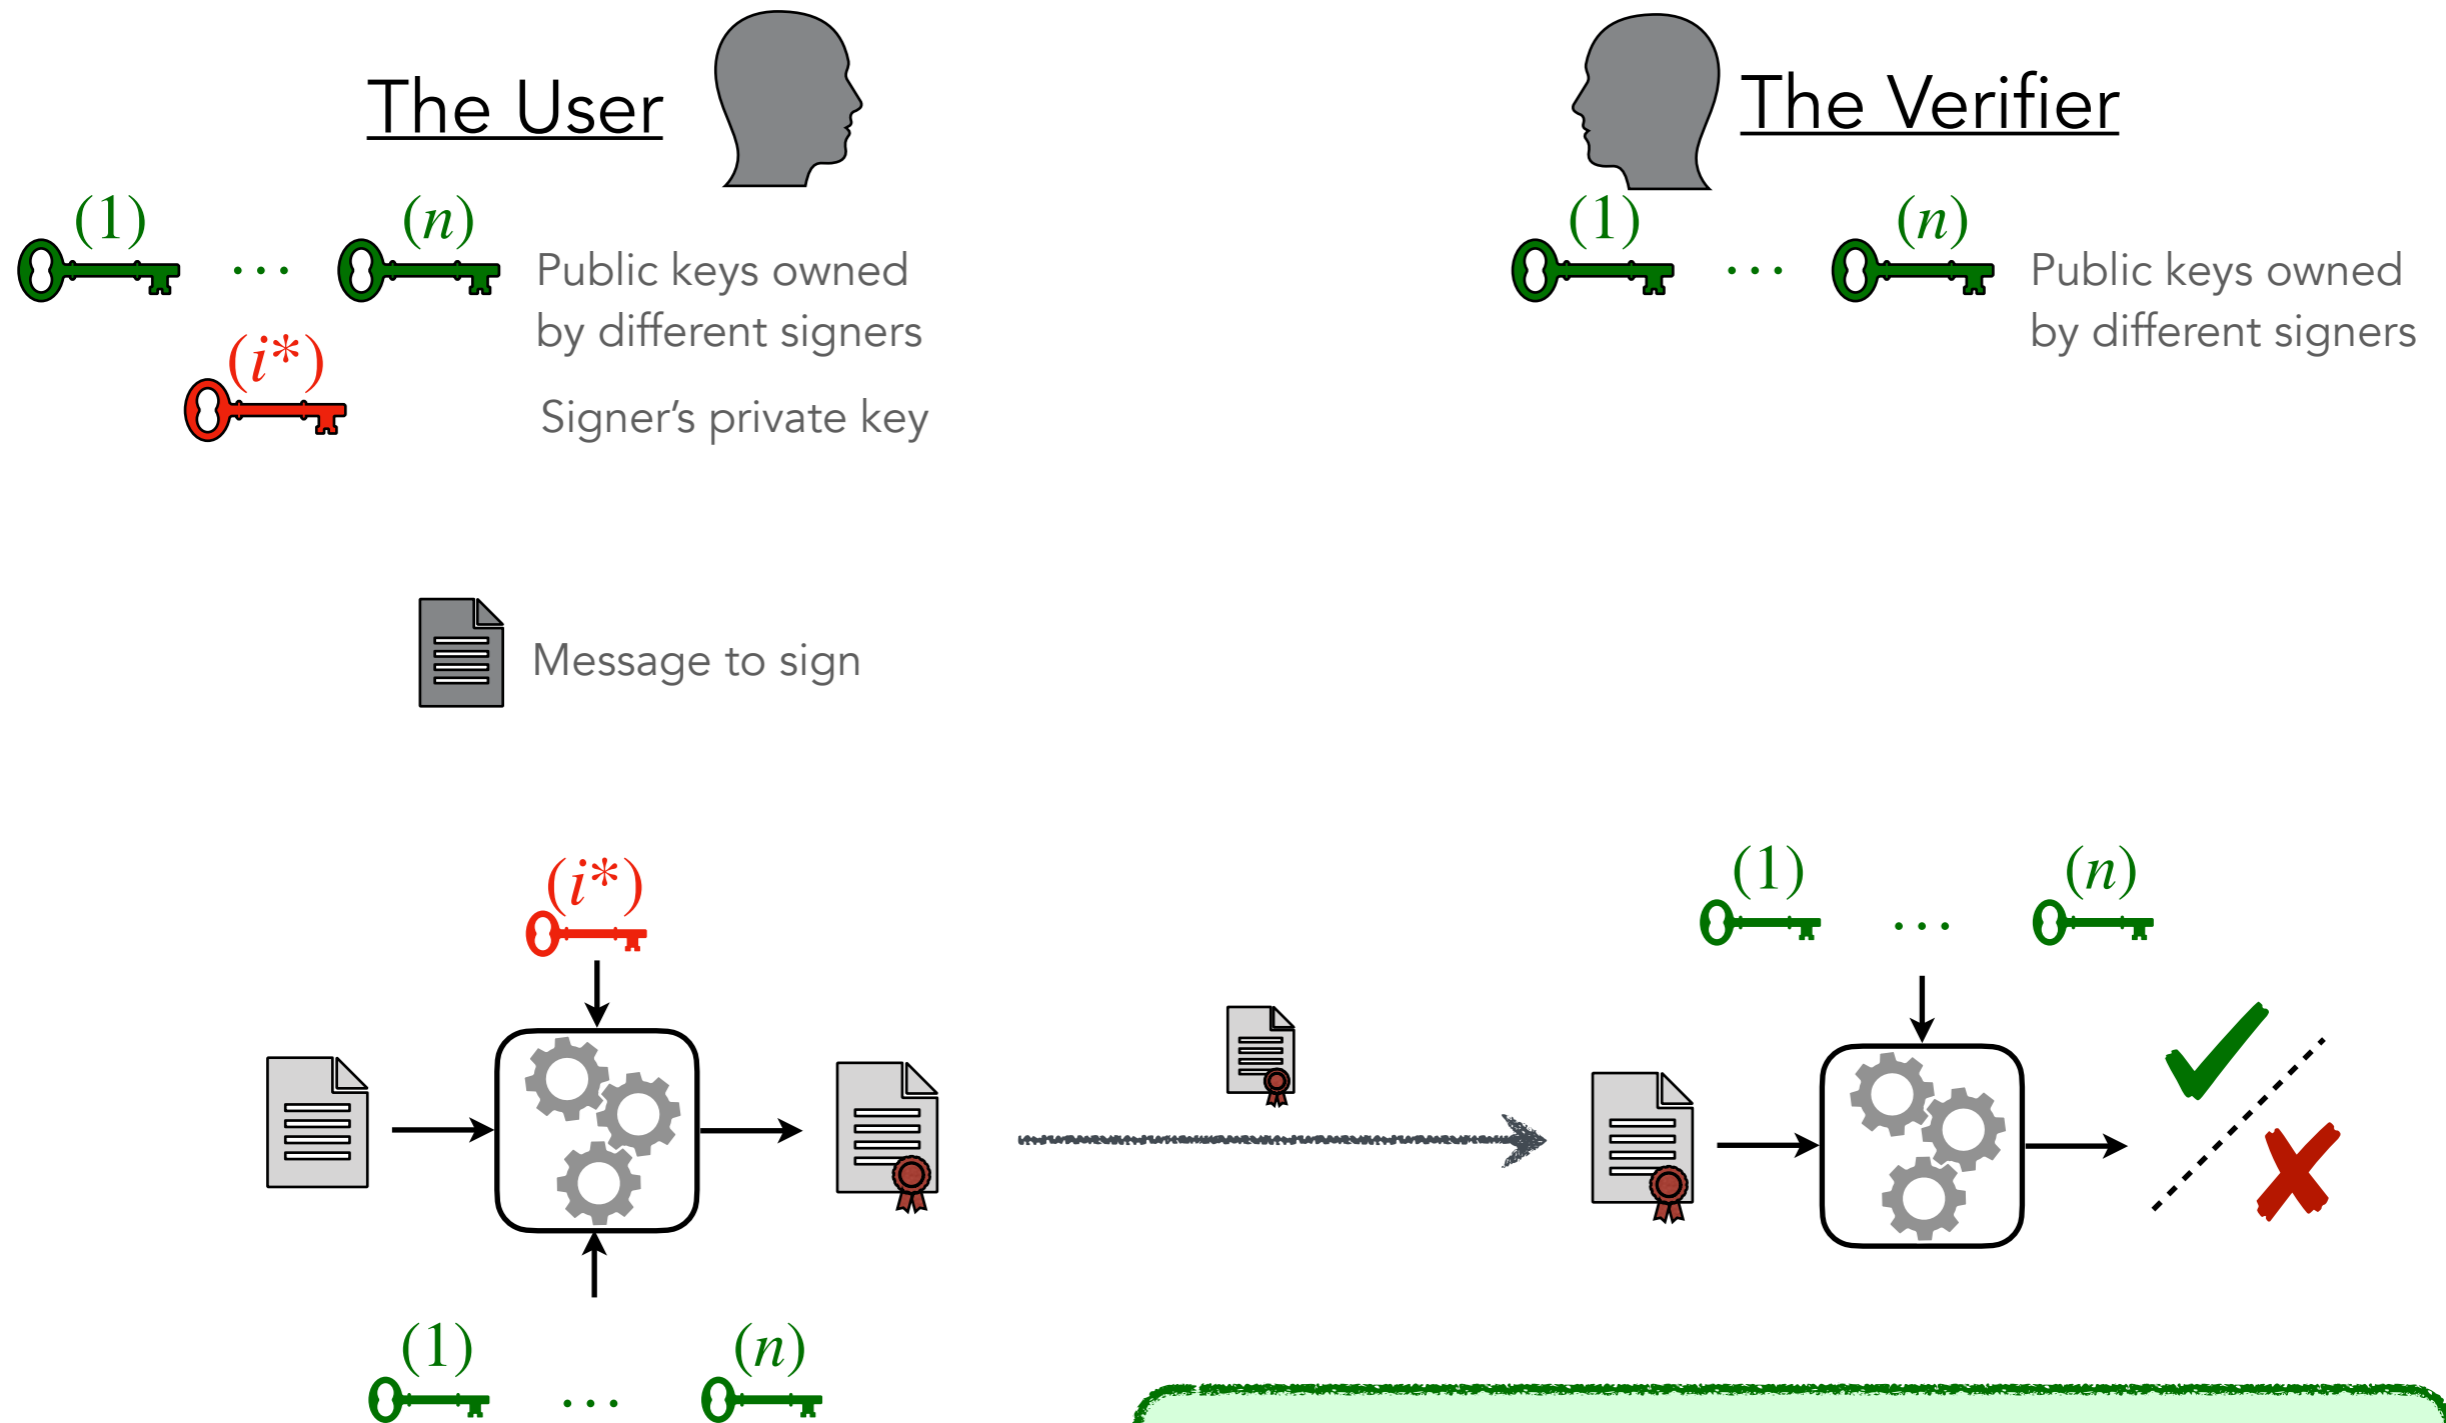 The User
The Verifier
(1) ... (n)
Public keys owned
by different signers
(i*)
Signer’s private key
(1) ... (n)
Public keys owned
by different signers
Message to sign
(i*)
(1) ... (n)
(1) ... (n)